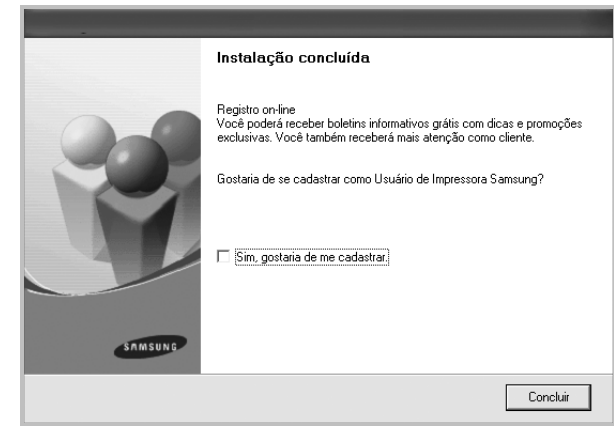 Instalação concluída
Registro on-line
Você poderá receber boletins informativos grátis com dicas e promoções
exclusivas. Você também receberá mais atenção como cliente.
Gostaria de se cadastrar como Usuário de Impressora Samsung?
Sim, gostaria de me cadastrar.
SAMSUNG
Concluir